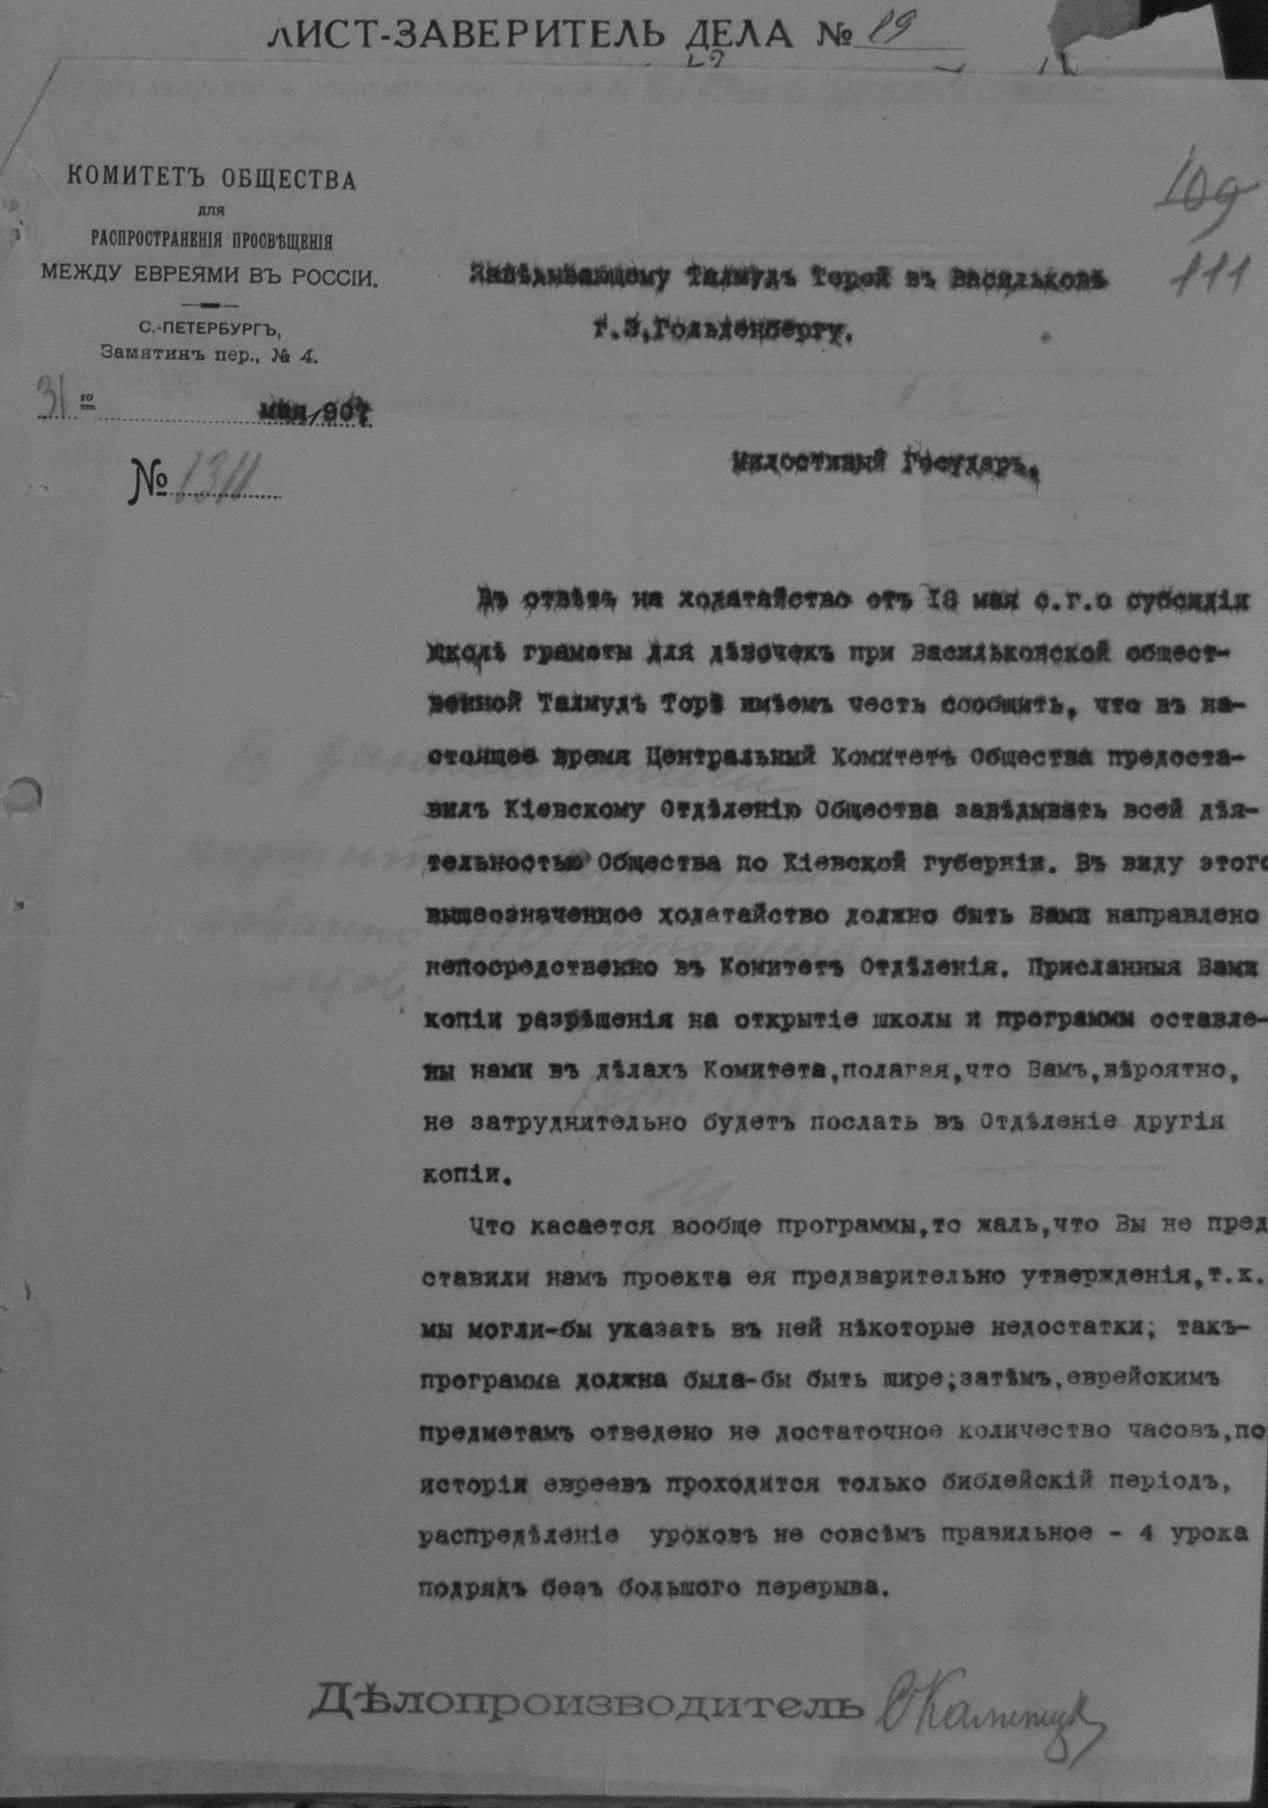 ЛИСТ-ЗАВЕРИТЕЛЬ ДЕЛА № 19
КОМИТЕТЪ ОБЩЕСТВА
для
РАСПРОСТРАНЕНІЯ ПРОСВѢЩЕНІЯ
МЕЖДУ ЕВРЕЯМИ ВЪ РОССІИ.
С.-ПЕТЕРБУРГЪ,
Замятинъ пер., № 4.
31 го мая 1907
№ 1311
109
111
Завѣдывающему Талмудъ Торой въ Васильковѣ
г.Э.Гольденбергу.
Милостивый Государь.
Въ отвѣтъ на ходатайство отъ 18 мая с.г.о субсидіи
школѣ грамоты для дѣвочекъ при Васильковской общест-
венной Талмудъ Торѣ имѣемъ честь сообщить, что въ на-
стоящее время Центральный Комитетъ Общества предоста-
вилъ Кіевскому Отдѣленію Общества завѣдывать всей дѣя-
тельностью Общества по Кіевской губерніи. Въ виду этого
вышеозначенное ходатайство должно быть Вами направлено
непосредственно въ Комитетъ Отдѣленія. Присланныя Вами
копіи разрѣшенія на открытіе школы и программы оставле-
ны нами въ дѣлахъ Комитета,полагая,что Вамъ,вѣроятно,
не затруднительно будетъ послать въ Отдѣленіе другія
копіи.
Что касается вообще программы,то жаль,что Вы не пред
ставили намъ проекта ея предварительно утвержденія,т.к.
мы могли-бы указать въ ней нѣкоторые недостатки; такъ-
программа должна была-бы быть шире;затѣмъ,еврейскимъ
предметамъ отведено не достаточное количество часовъ,по
исторіи евреевъ проходится только библейскій періодъ,
распредѣленіе уроковъ не совсѣмъ правильное - 4 урока
подрядъ безъ большого перерыва.
Дѣлопроизводитель